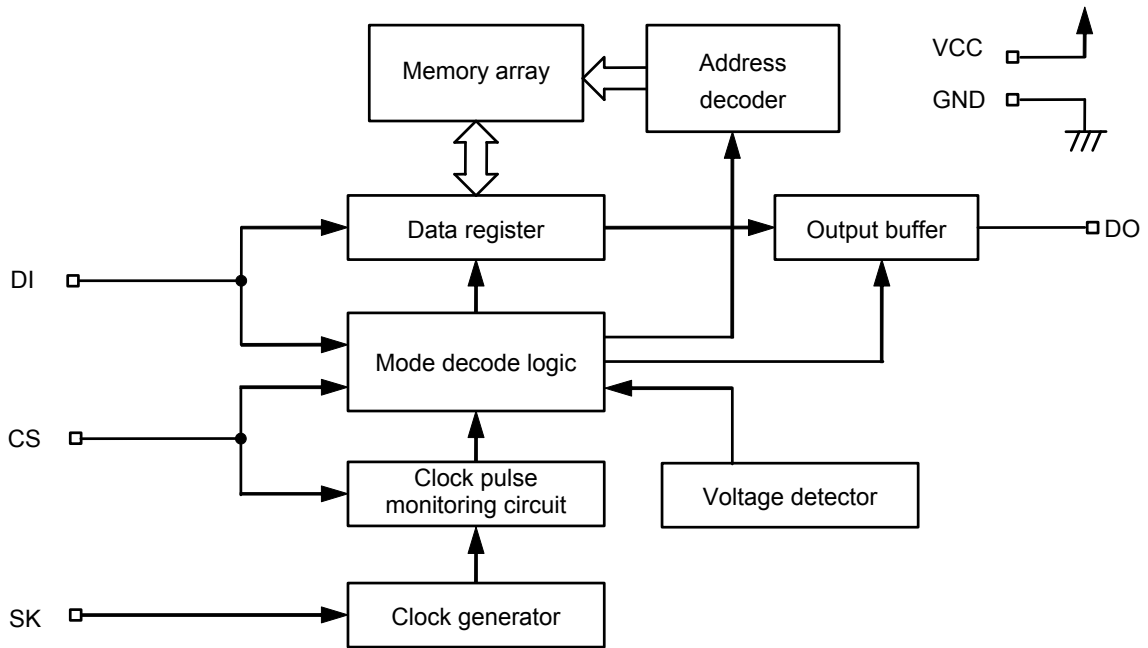 Memory array
Address
decoder
VCC
GND
Data register
Output buffer
DO
DI
Mode decode logic
CS
Clock pulse
monitoring circuit
Voltage detector
SK
Clock generator